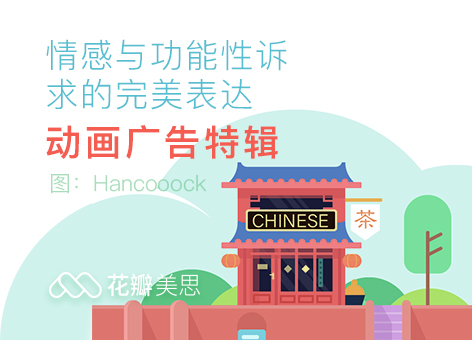 情感与功能性诉
求的完美表达
动画广告特辑
图：Hancooock
CHINESE
茶
花瓣美思